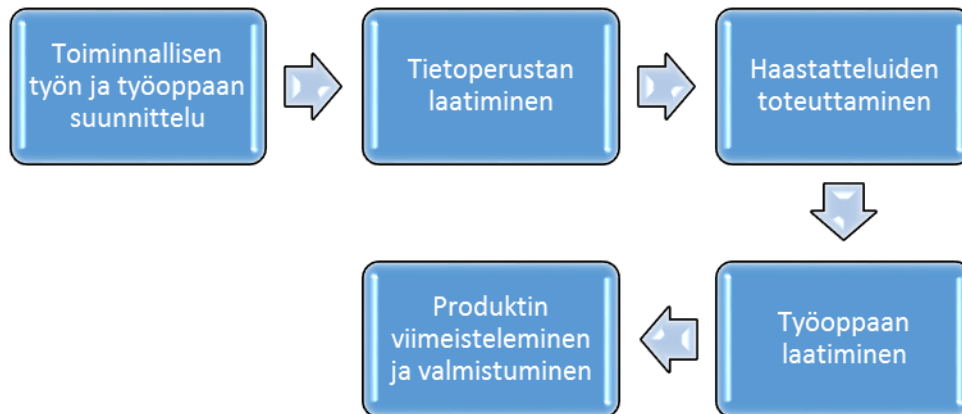 Toiminnallisen
työn ja työoppaan
suunnittelu
Tietoperustan
laatiminen
Haastatteluiden
toteuttaminen
Työoppaan
laatiminen
Produktin
viimeisteleminen
ja valmistuminen